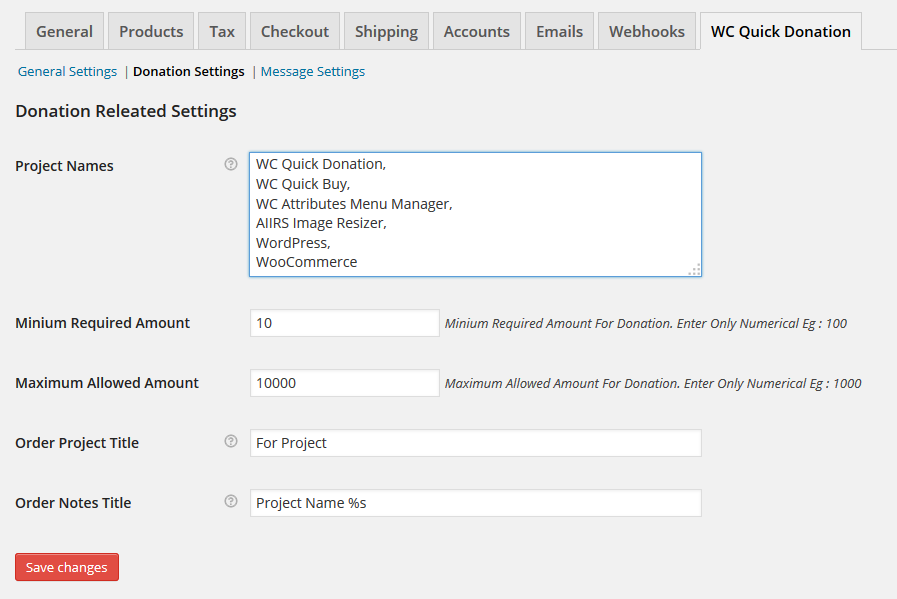 General Products Tax Checkout Shipping Accounts Emails Webhooks WC Quick Donation
General Settings | Donation Settings | Message Settings
Donation Releated Settings
Project Names ? WC Quick Donation,
WC Quick Buy,
WC Attributes Menu Manager,
AIIRS Image Resizer,
WordPress,
WooCommerce
Minium Required Amount 10 Minium Required Amount For Donation. Enter Only Numerical Eg : 100
Maximum Allowed Amount 10000 Maximum Allowed Amount For Donation. Enter Only Numerical Eg : 1000
Order Project Title ? For Project
Order Notes Title ? Project Name %s
Save changes